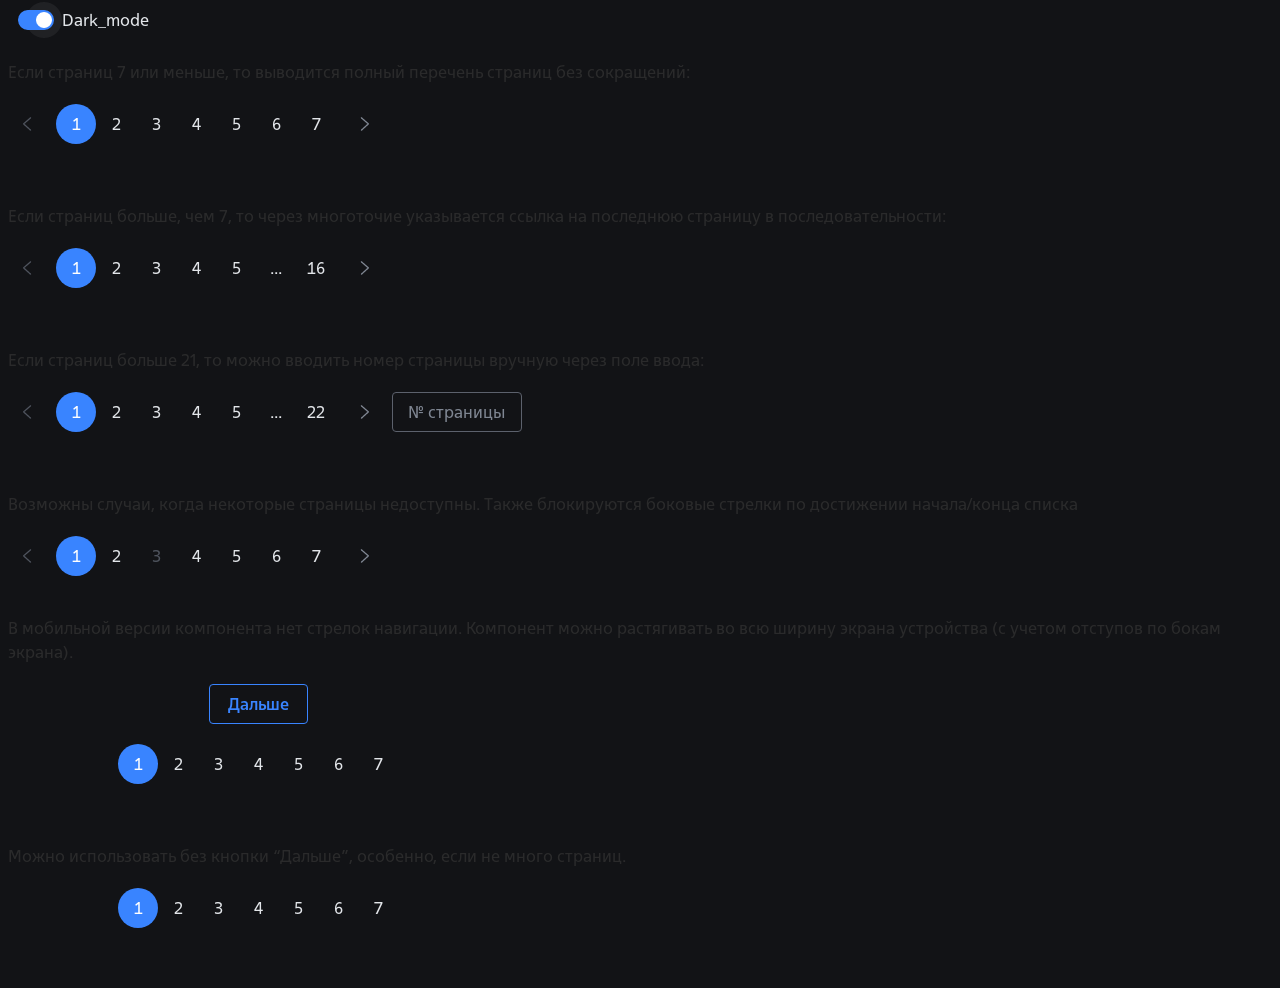 Dark_mode
Если страниц 7 или меньше, то выводится полный перечень страниц без сокращений:
1 2 3 4 5 6 7
Если страниц больше, чем 7, то через многоточие указывается ссылка на последнюю страницу в последовательности:
1 2 3 4 5 ... 16
Если страниц больше 21, то можно вводить номер страницы вручную через поле ввода:
1 2 3 4 5 ... 22 № страницы
Возможны случаи, когда некоторые страницы недоступны. Также блокируются боковые стрелки по достижении начала/конца списка
1 2 3 4 5 6 7
В мобильной версии компонента нет стрелок навигации. Компонент можно растягивать во всю ширину экрана устройства (с учетом отступов по бокам
экрана).
Дальше
1 2 3 4 5 6 7
Можно использовать без кнопки “Дальше”, особенно, если не много страниц.
1 2 3 4 5 6 7